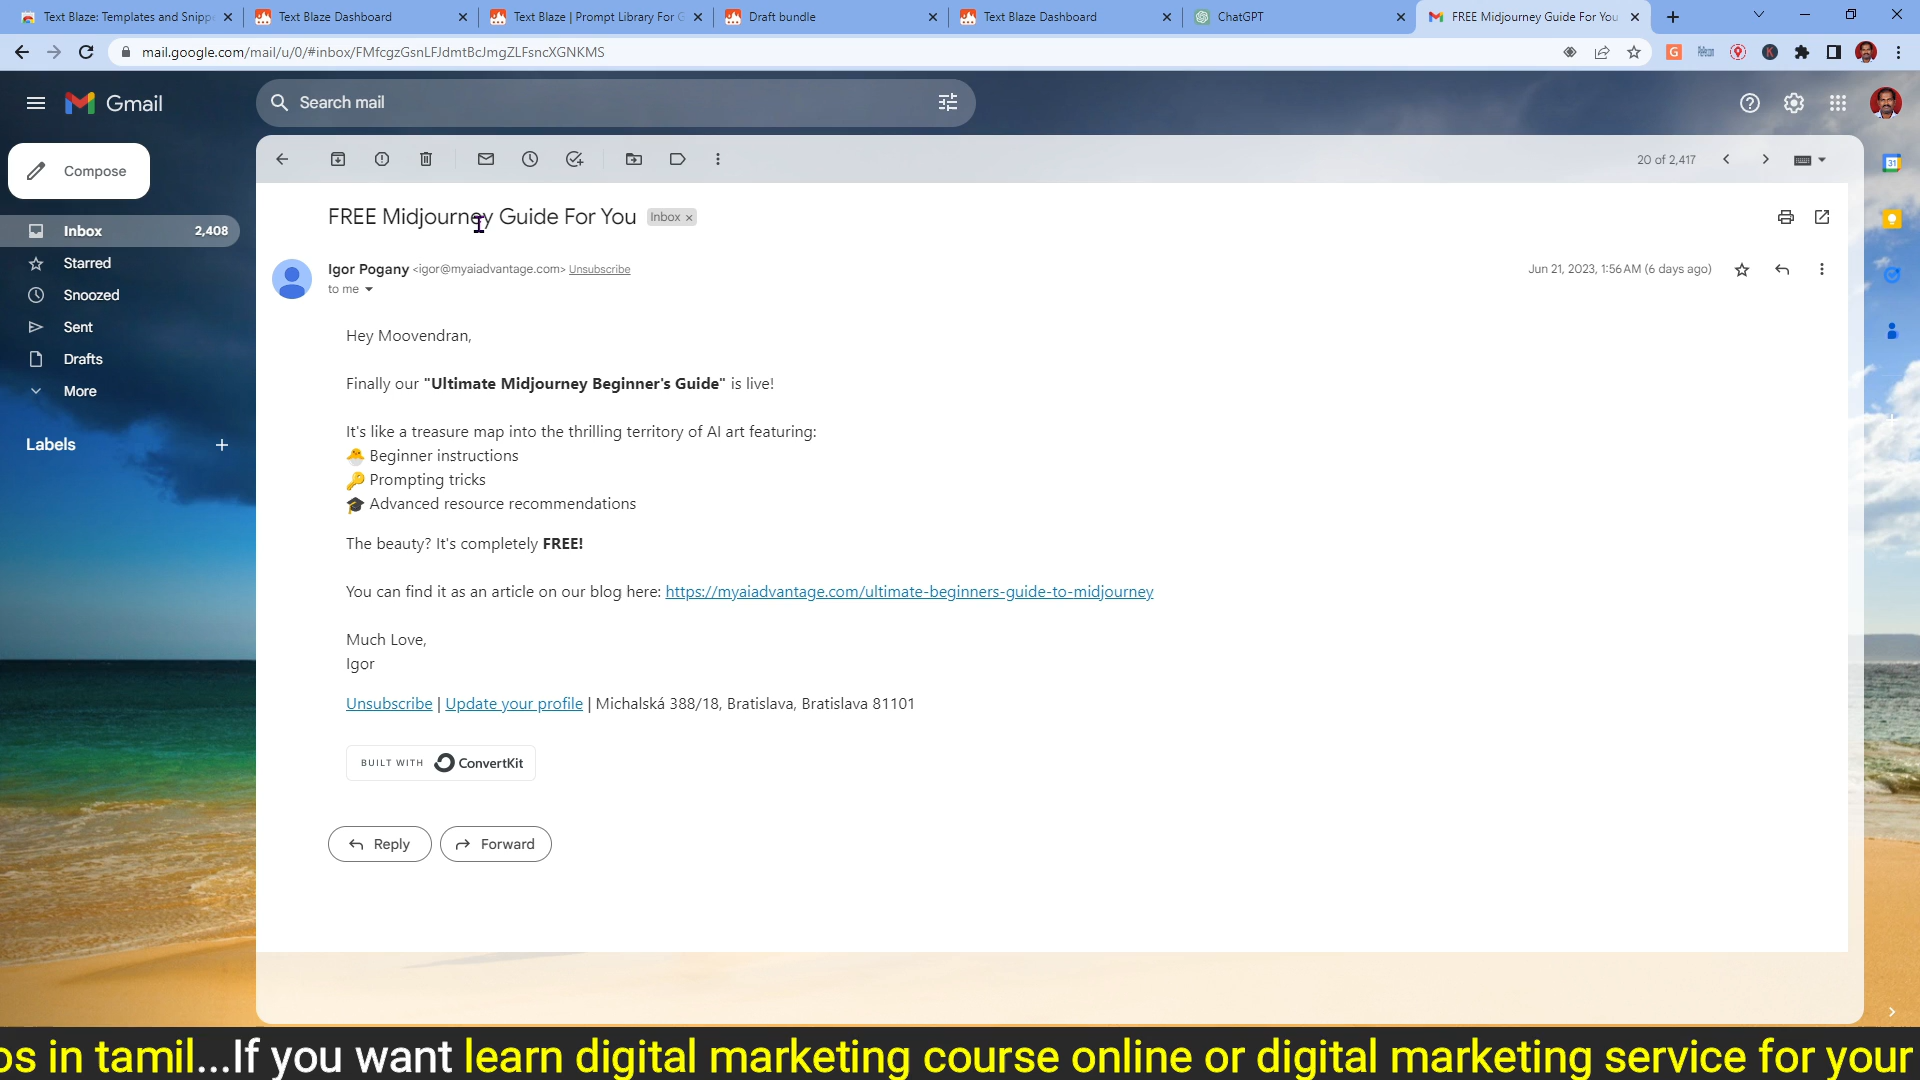 Text Blaze: Templates and Snipp
Text Blaze Dashboard
Text Blaze | Prompt Library For G
Draft bundle
Text Blaze Dashboard
ChatGPT
FREE Midjourney Guide For You
mail.google.com/mail/u/0/#inbox/FMfcgzGsnLFJdmtBcJmgZLFsncXGNKMS
Gmail
Search mail
Compose
20 of 2,417
Inbox 2,408
Starred
Snoozed
Sent
Drafts
More
Labels
FREE Midjourney Guide For You Inbox
Igor Pogany <igor@myaiadvantage.com> Unsubscribe
Jun 21, 2023, 1:56 AM (6 days ago)
to me
Hey Moovendran,
Finally our "Ultimate Midjourney Beginner's Guide" is live!
It's like a treasure map into the thrilling territory of AI art featuring:
🐣 Beginner instructions
🔑 Prompting tricks
🎓 Advanced resource recommendations
The beauty? It's completely FREE!
You can find it as an article on our blog here: https://myaiadvantage.com/ultimate-beginners-guide-to-midjourney
Much Love,
Igor
Unsubscribe | Update your profile | Michalská 388/18, Bratislava, Bratislava 81101
BUILT WITH ConvertKit
Reply
Forward
os in tamil...If you want learn digital marketing course online or digital marketing service for your